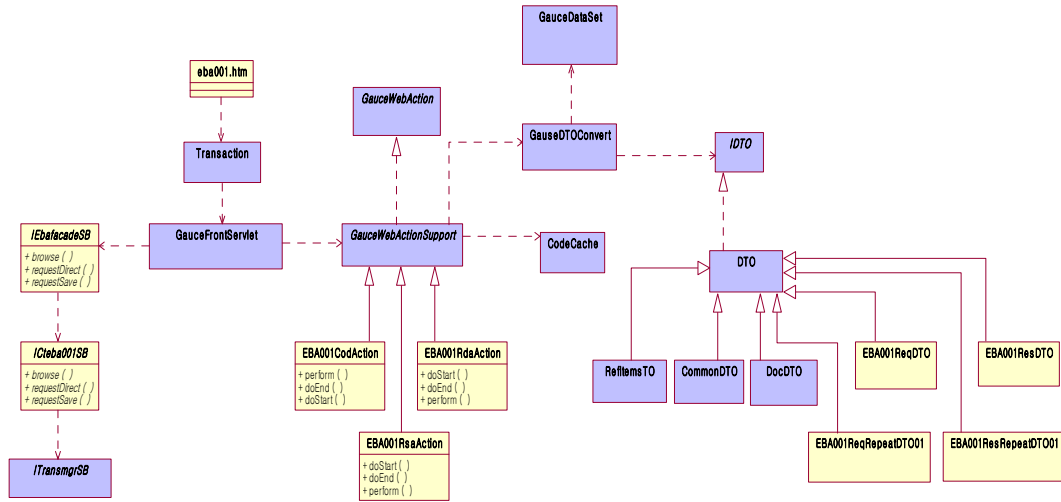 GauceDataSet
eba001.htm
GauceWebAction
GauseDTOConvert
IDTO
Transaction
IEbafacadeSB
+ browse ( )
+ requestDirect ( )
+ requestSave ( )
GauceFrontServlet
GauceWebActionSupport
CodeCache
DTO
ICteba001SB
+ browse ( )
+ requestDirect ( )
+ requestSave ( )
EBA001CodAction
+ perform ( )
+ doEnd ( )
+ doStart ( )
EBA001RdaAction
+ doStart ( )
+ doEnd ( )
+ perform ( )
RefItemsTO
CommonDTO
DocDTO
EBA001ReqDTO
EBA001ResDTO
ITransmgrSB
EBA001RsaAction
+ doStart ( )
+ doEnd ( )
+ perform ( )
EBA001ReqRepeatDTO01
EBA001ResRepeatDTO01